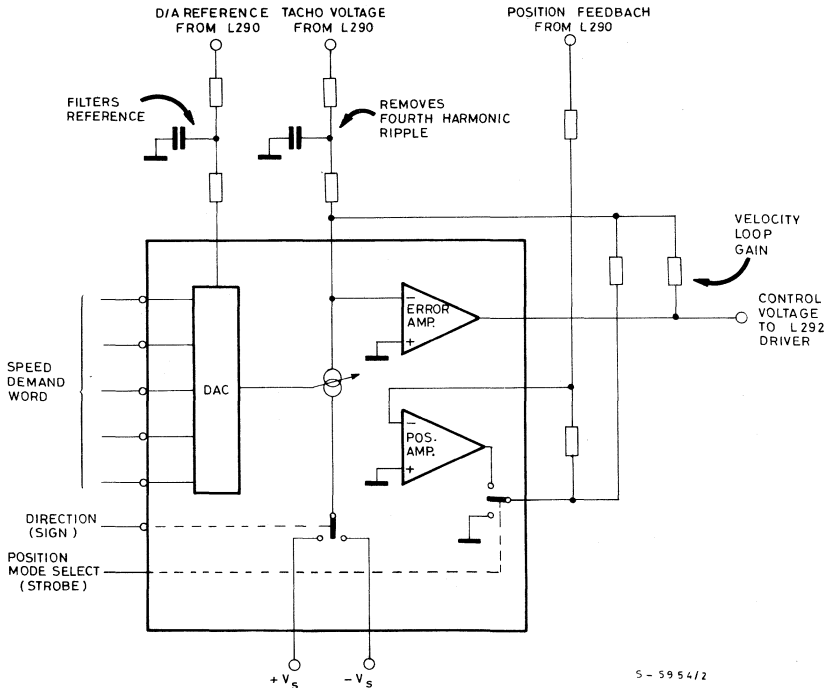 D/A REFERENCE
FROM L290
TACHO VOLTAGE
FROM L290
POSITION FEEDBACH
FROM L290
FILTERS
REFERENCE
REMOVES
FOURTH HARMONIC
RIPPLE
VELOCITY
LOOP
GAIN
SPEED
DEMAND
WORD
DAC
−
ERROR
AMP.
+
CONTROL
VOLTAGE
TO L292
DRIVER
−
POS.
AMP.
+
DIRECTION
(SIGN)
POSITION
MODE SELECT
(STROBE)
+Vs
−Vs
S-5954/2